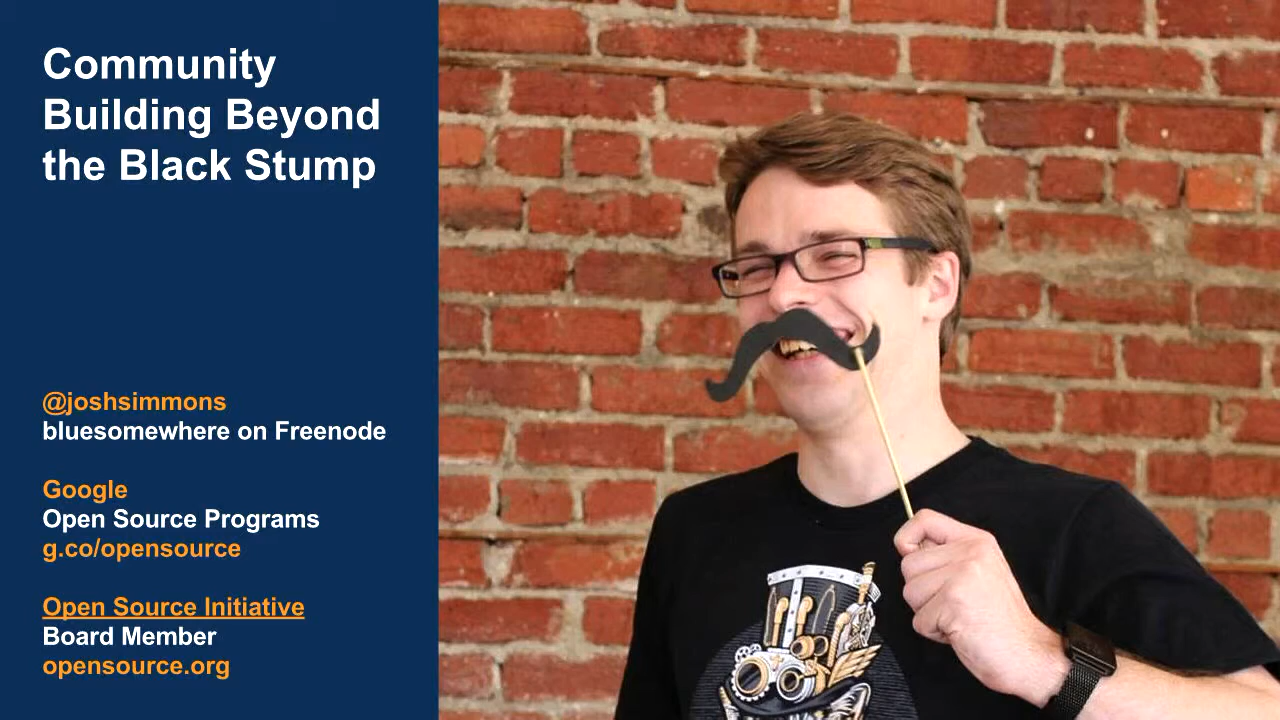 Community
Building Beyond
the Black Stump
@joshsimmons
bluesomewhere on Freenode
Google
Open Source Programs
g.co/opensource
Open Source Initiative
Board Member
opensource.org